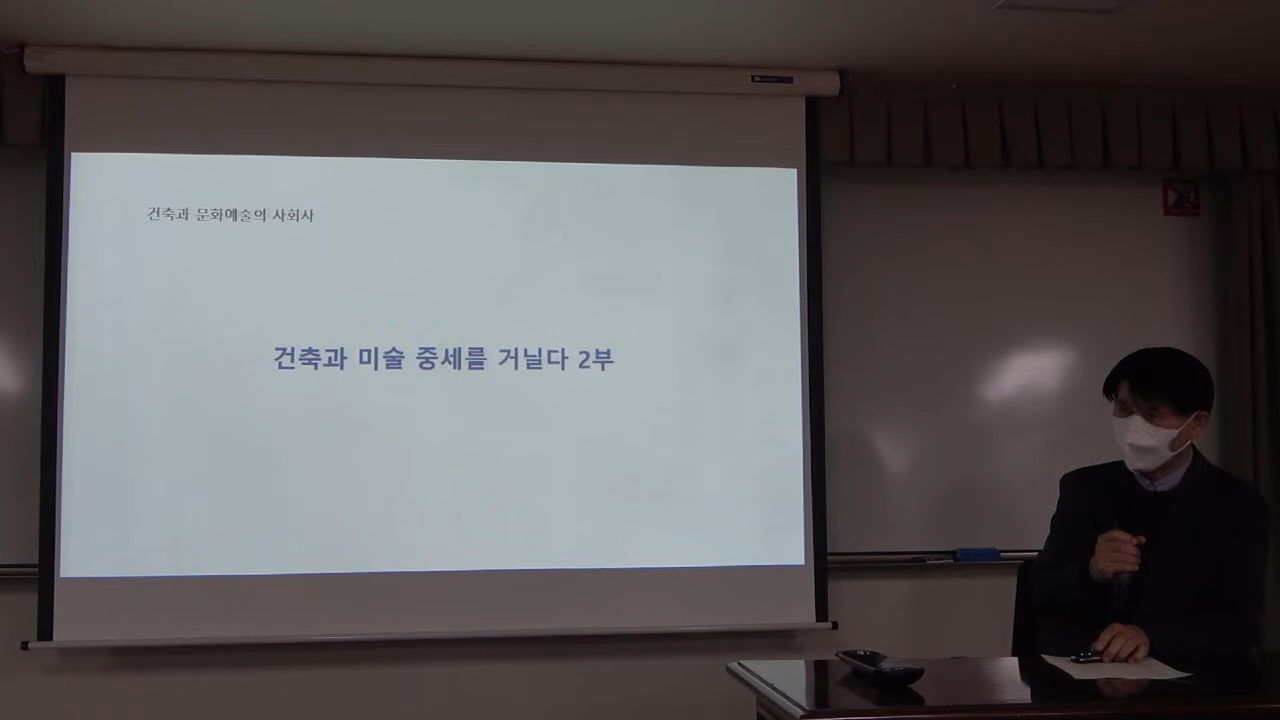 건축과 문화예술의 사회사
건축과 미술 중세를 거닐다 2부